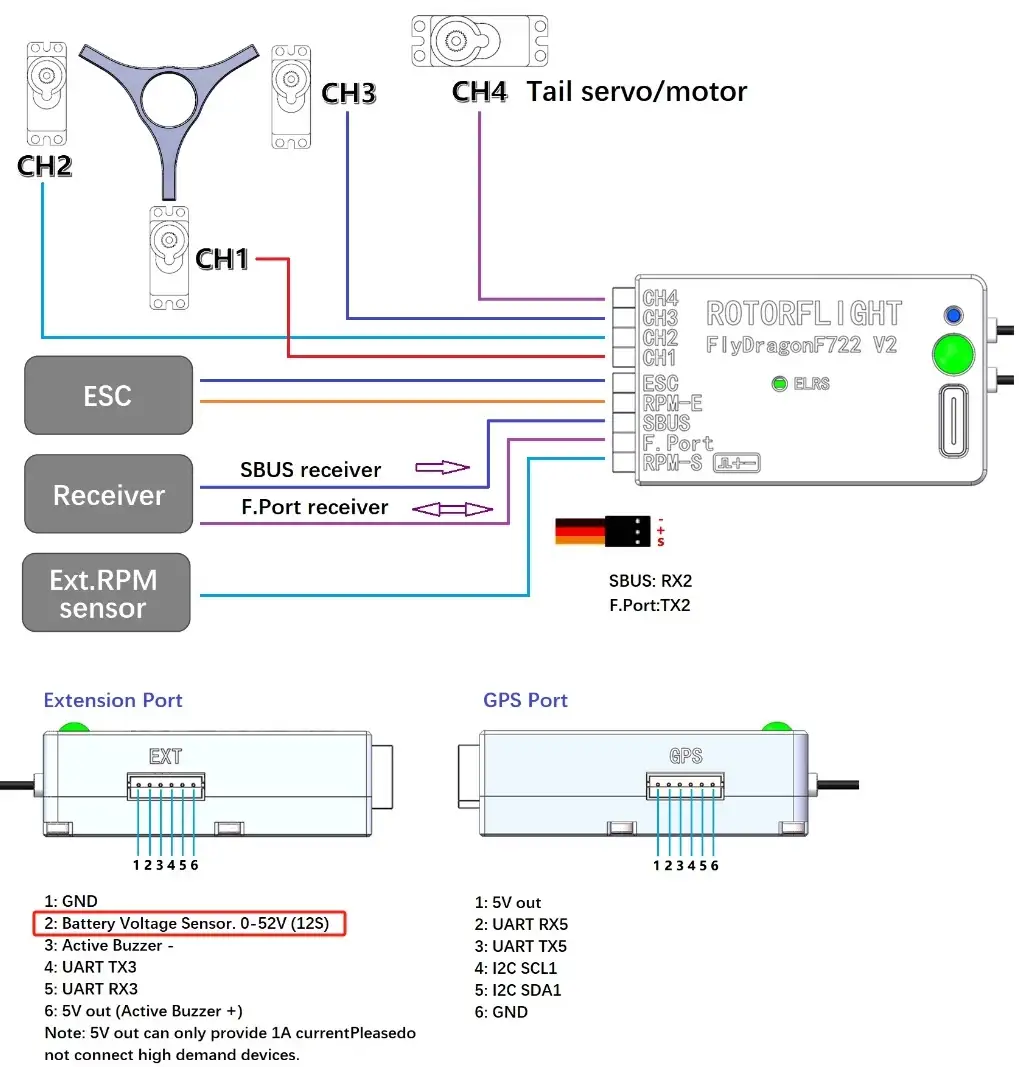 CH3
CH4 Tail servo/motor
CH2
CH1
CH4
CH3
CH2
CH1
ESC
RPM-E
SBUS
F.Port
RPM-S
ROTORFLIGHT
FlyDragonF722 V2
ELRS
ESC
SBUS receiver
Receiver
F.Port receiver
Ext.RPM
sensor
-
+
s
SBUS: RX2
F.Port:TX2
Extension Port
EXT
1 2 3 4 5 6
1: GND
2: Battery Voltage Sensor. 0-52V (12S)
3: Active Buzzer -
4: UART TX3
5: UART RX3
6: 5V out (Active Buzzer +)
Note: 5V out can only provide 1A currentPleasedo
not connect high demand devices.
GPS Port
GPS
1 2 3 4 5 6
1: 5V out
2: UART RX5
3: UART TX5
4: I2C SCL1
5: I2C SDA1
6: GND